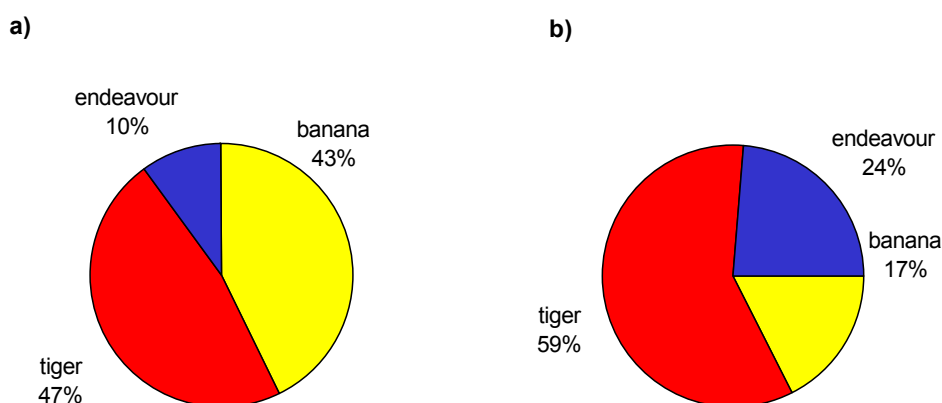 a)
endeavour
10%
banana
43%
tiger
47%
b)
endeavour
24%
banana
17%
tiger
59%